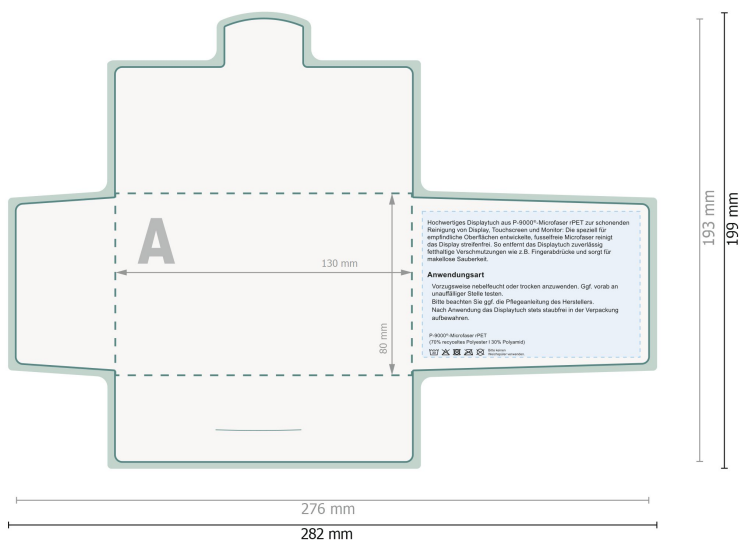 A
130 mm
80 mm
Hochwertiges Displaytuch aus P-9000®-Microfaser rPET zur schonenden
Reinigung von Display, Touchscreen und Monitor: Die speziell für
empfindliche Oberflächen entwickelte, fusselfreie Microfaser reinigt
das Display streifenfrei. So entfernt das Displaytuch zuverlässig
fetthaltige Verschmutzungen wie z.B. Fingerabdrücke und sorgt für
makellose Sauberkeit.
Anwendungsart
Vorzugsweise nebelfeucht oder trocken anzuwenden. Ggf. vorab an
unauffälliger Stelle testen.
Bitte beachten Sie ggf. die Pflegeanleitung des Herstellers.
Nach Anwendung das Displaytuch stets staubfrei in der Verpackung
aufbewahren.
P-9000®-Microfaser rPET
(70% recyceltes Polyester I 30% Polyamid)
Bitte keinen
Weichspüler verwenden
193 mm
199 mm
276 mm
282 mm